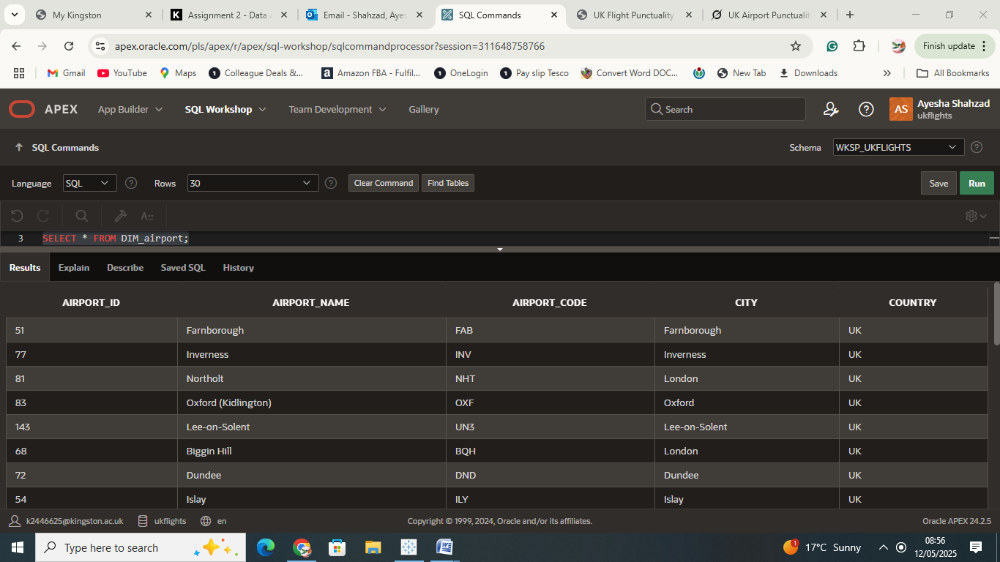 My Kingston
Assignment 2 - Data A
Email - Shahzad, Ayes
SQL Commands
UK Flight Punctuality
UK Airport Punctualit
apex.oracle.com/pls/apex/r/apex/sql-workshop/sqlcommandprocessor?session=311648758766
Finish update
Gmail
YouTube
Maps
Colleague Deals &...
Amazon FBA - Fulfil...
OneLogin
Pay slip Tesco
Convert Word DOC...
New Tab
Downloads
All Bookmarks
APEX
App Builder
SQL Workshop
Team Development
Gallery
Search
AS
Ayesha Shahzad
ukflights
SQL Commands
Schema
WKSP_UKFLIGHTS
Language
SQL
Rows
30
Clear Command
Find Tables
Save
Run
3 SELECT * FROM DIM_airport;
Results Explain Describe Saved SQL History
AIRPORT_ID AIRPORT_NAME AIRPORT_CODE CITY COUNTRY
51 Farnborough FAB Farnborough UK
77 Inverness INV Inverness UK
81 Northolt NHT London UK
83 Oxford (Kidlington) OXF Oxford UK
143 Lee-on-Solent UN3 Lee-on-Solent UK
68 Biggin Hill BQH London UK
72 Dundee DND Dundee UK
54 Islay ILY Islay UK
k2446625@kingston.ac.uk
ukflights
en
Copyright © 1999, 2024, Oracle and/or its affiliates.
Oracle APEX 24.2.5
Type here to search
1
17°C Sunny
08:56
12/05/2025